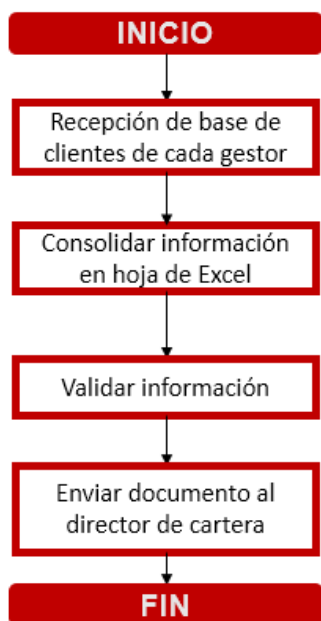 INICIO
Recepción de base de
clientes de cada gestor
Consolidar información
en hoja de Excel
Validar información
Enviar documento al
director de cartera
FIN